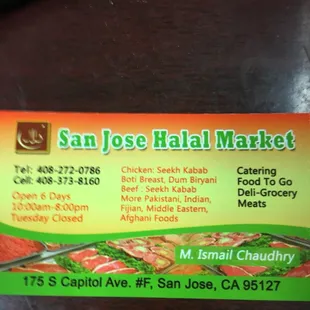 San Jose Halal Market
Tel: 408-272-0786
Cell: 408-373-8160
Open 6 Days
10:00am-8:00pm
Tuesday Closed
Chicken: Seekh Kabab
Boti Breast, Dum Biryani
Beef : Seekh Kabab
More Pakistani, Indian,
Fijian, Middle Eastern,
Afghani Foods
Catering
Food To Go
Deli-Grocery
Meats
M. Ismail Chaudhry
175 S Capitol Ave. #F, San Jose, CA 95127